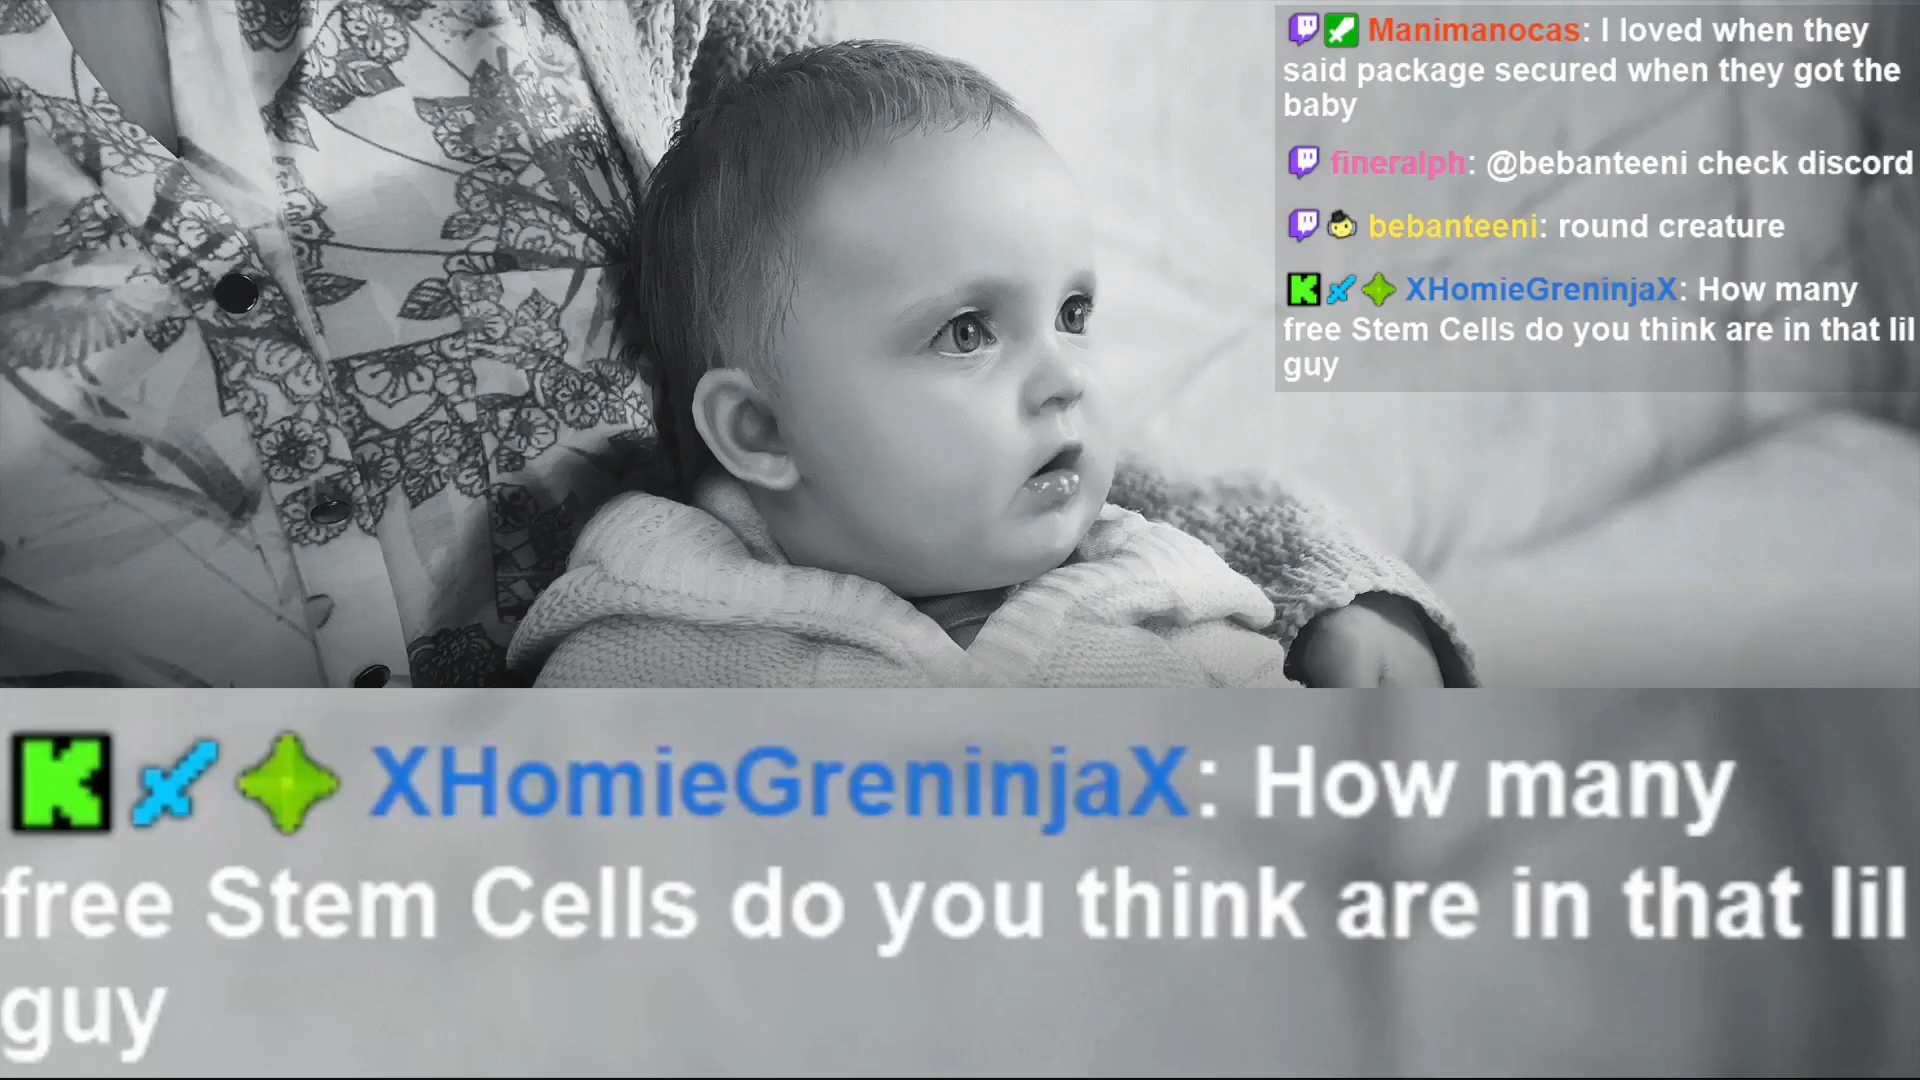 Manimanocas: I loved when they
said package secured when they got the
baby
fineralph: @bebanteeni check discord
bebanteeni: round creature
XHomieGreninjaX: How many
free Stem Cells do you think are in that lil
guy
XHomieGreninjaX: How many
free Stem Cells do you think are in that lil
guy